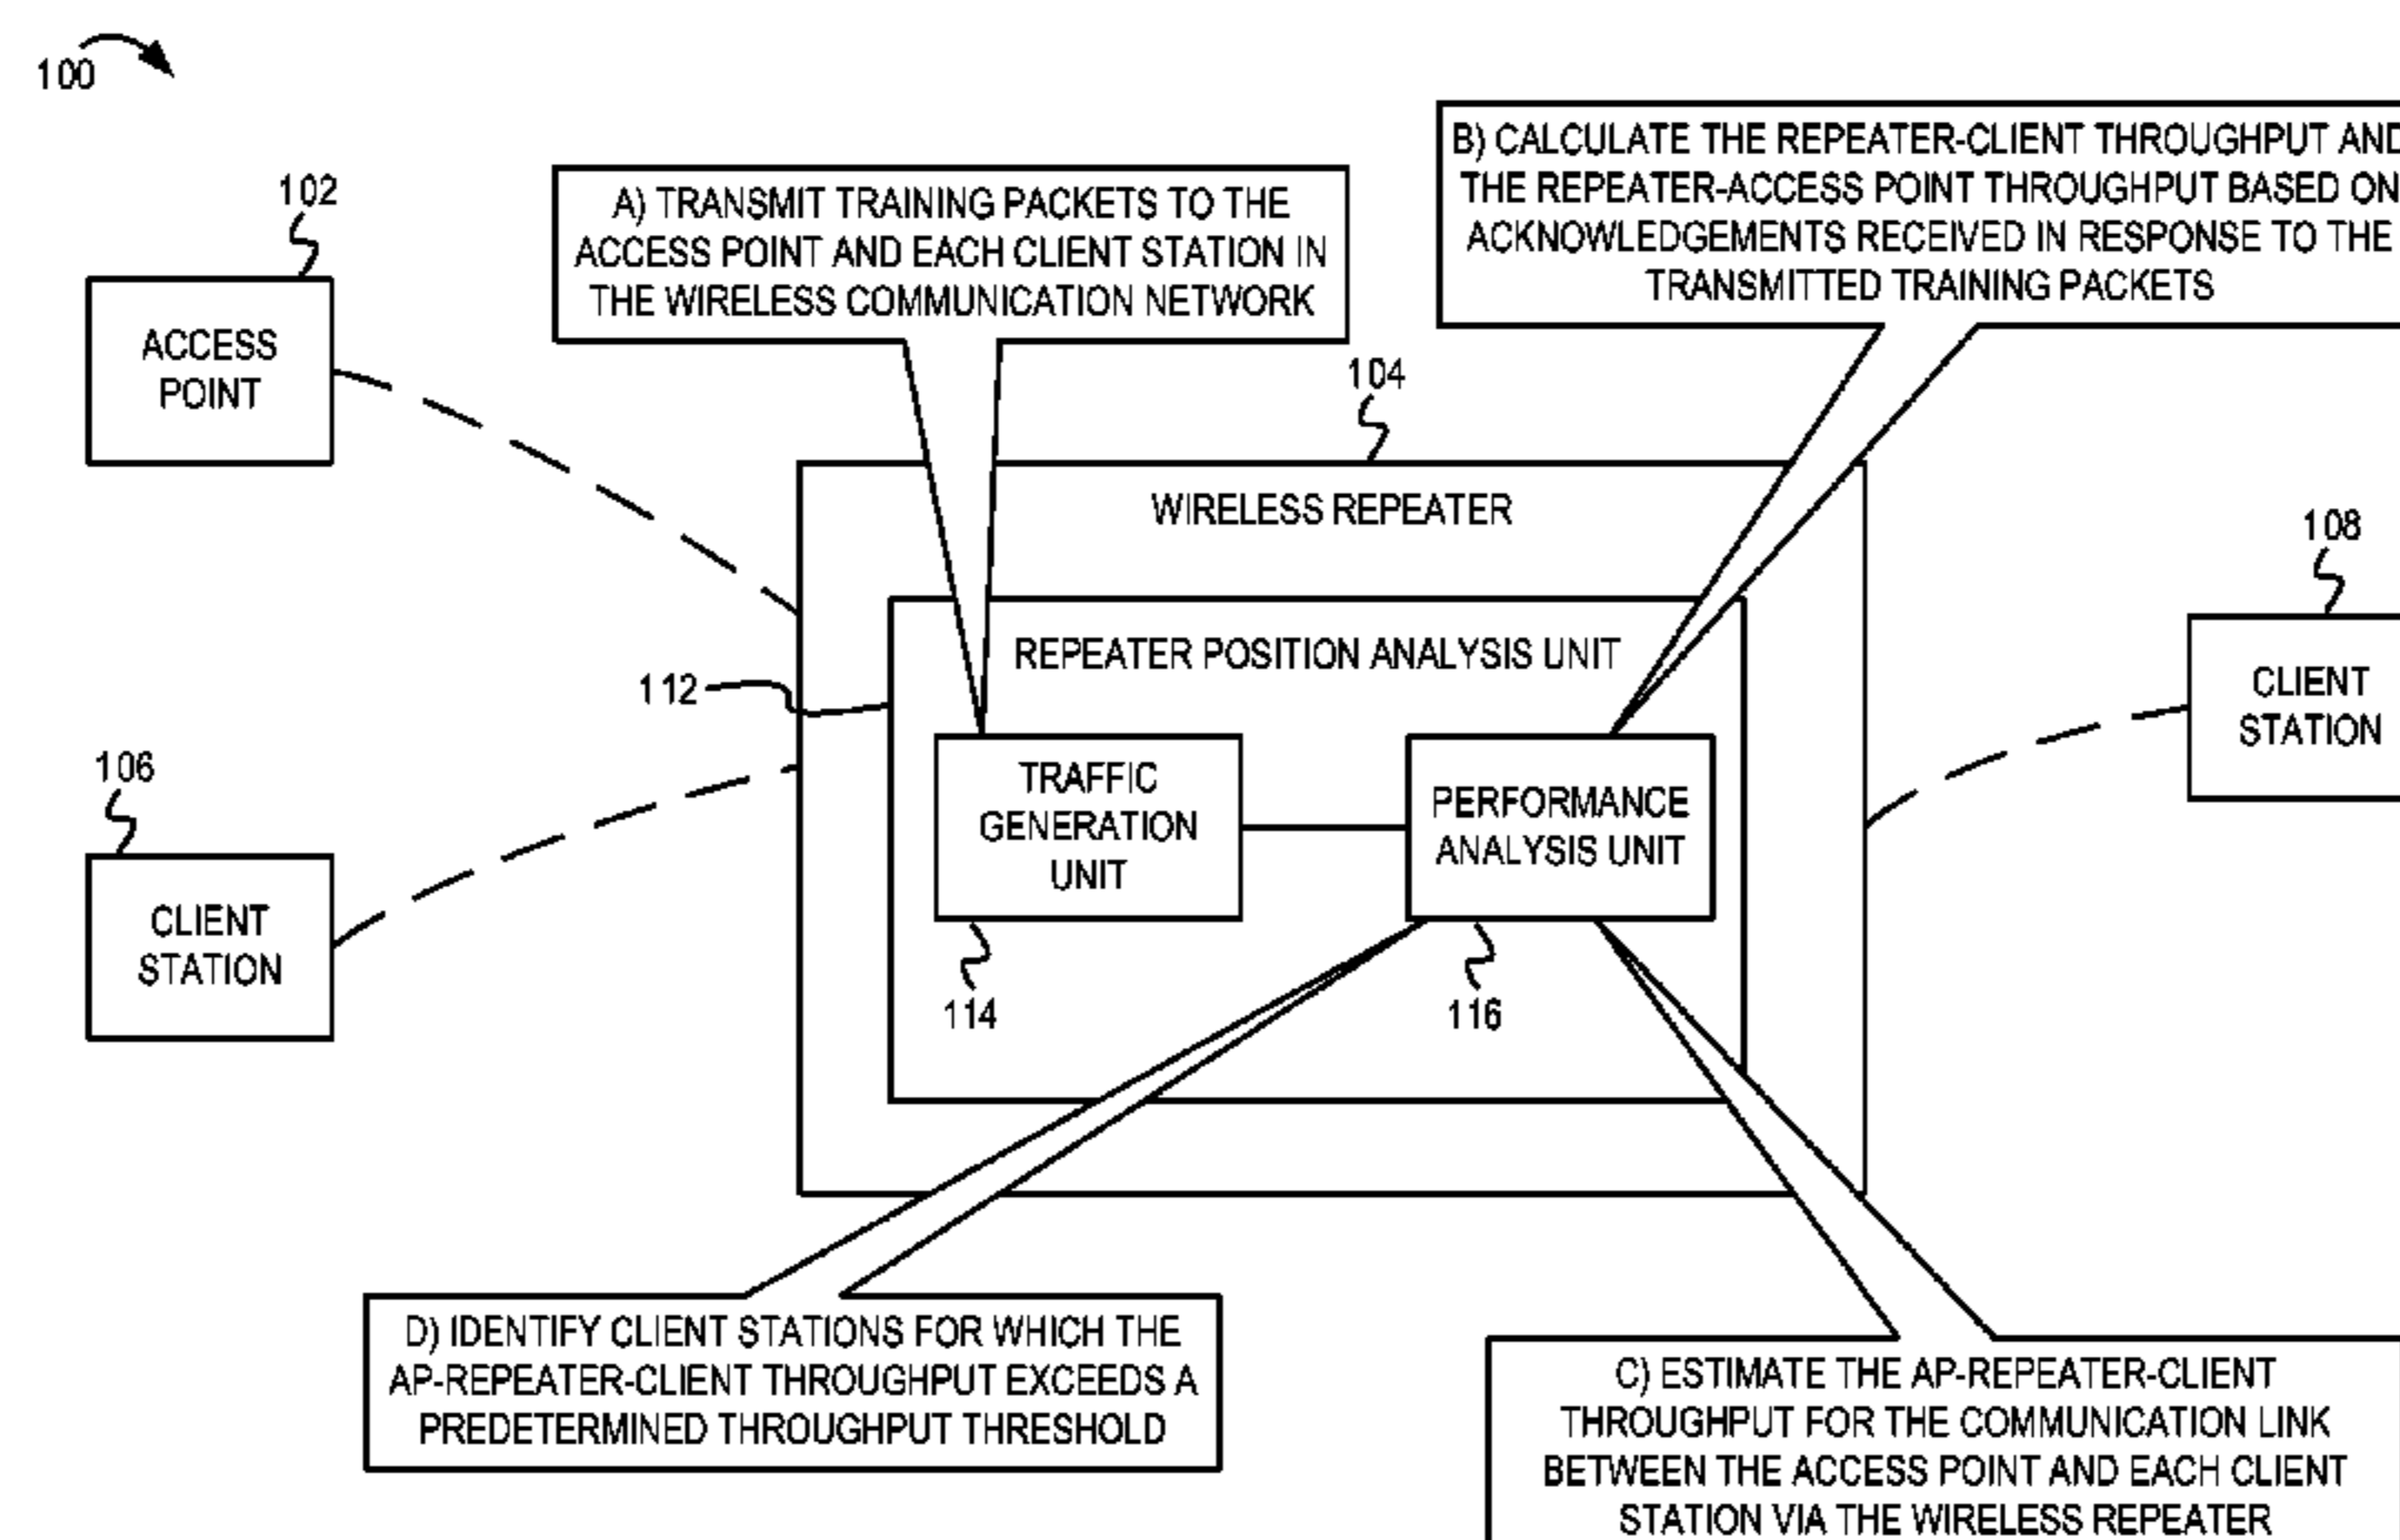 100
102
A) TRANSMIT TRAINING PACKETS TO THE
ACCESS POINT AND EACH CLIENT STATION IN
THE WIRELESS COMMUNICATION NETWORK
B) CALCULATE THE REPEATER-CLIENT THROUGHPUT AND
THE REPEATER-ACCESS POINT THROUGHPUT BASED ON
ACKNOWLEDGEMENTS RECEIVED IN RESPONSE TO THE
TRANSMITTED TRAINING PACKETS
ACCESS
POINT
104
WIRELESS REPEATER
108
REPEATER POSITION ANALYSIS UNIT
112
CLIENT
STATION
106
TRAFFIC
GENERATION
UNIT
PERFORMANCE
ANALYSIS UNIT
CLIENT
STATION
114
116
D) IDENTIFY CLIENT STATIONS FOR WHICH THE
AP-REPEATER-CLIENT THROUGHPUT EXCEEDS A
PREDETERMINED THROUGHPUT THRESHOLD
C) ESTIMATE THE AP-REPEATER-CLIENT
THROUGHPUT FOR THE COMMUNICATION LINK
BETWEEN THE ACCESS POINT AND EACH CLIENT
STATION VIA THE WIRELESS REPEATER